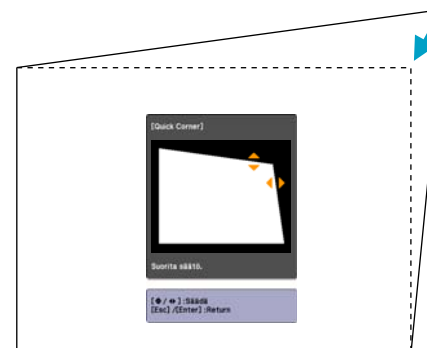 [Quick Corner]
Suorita säätö.
[◆/◂▸]:Säädä
[Esc]/[Enter]:Return